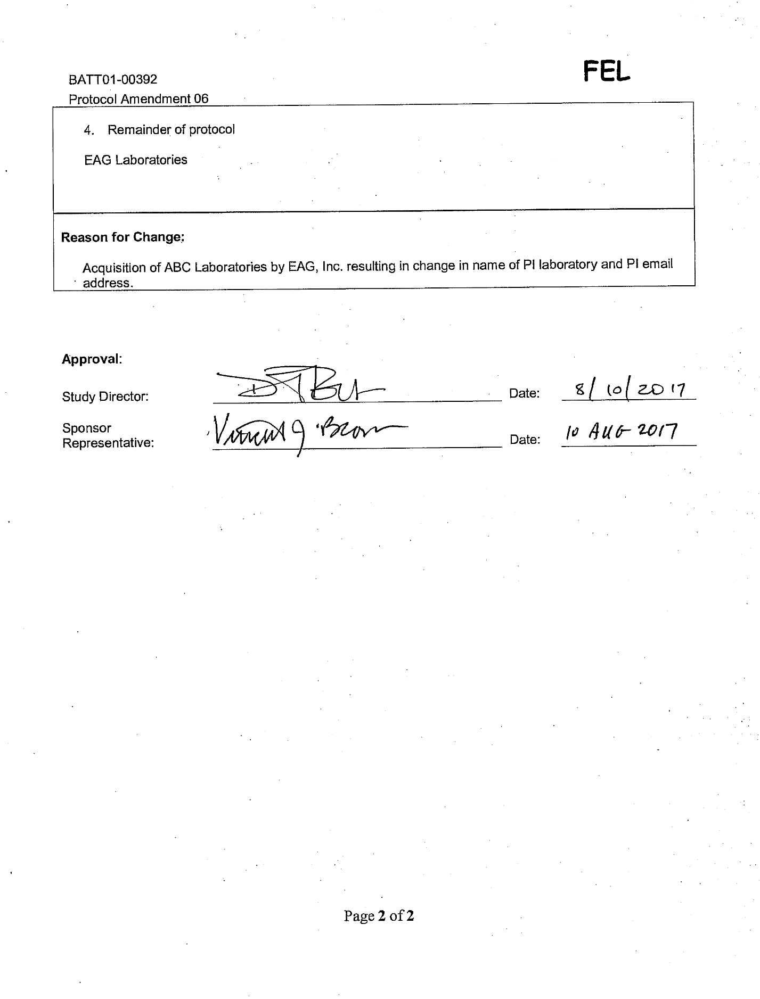 FEL
BATT01-00392
Protocol Amendment 06
4. Remainder of protocol
EAG Laboratories
Reason for Change:
Acquisition of ABC Laboratories by EAG, Inc. resulting in change in name of PI laboratory and PI email
address.
Approval:
Study Director: Date: 8/10/2017
Sponsor
Representative: Vincent J. Brown Date: 10 AUG 2017
Page 2 of 2